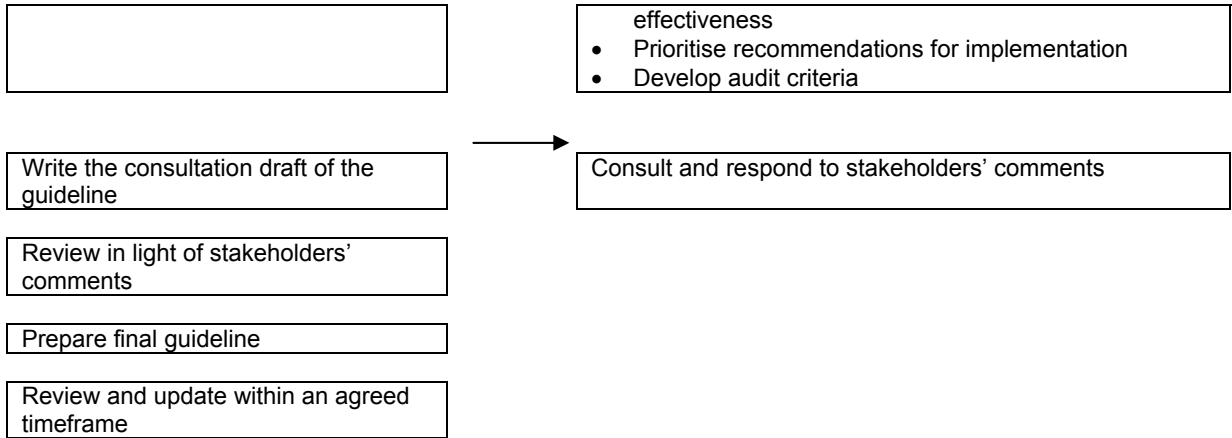 effectiveness
• Prioritise recommendations for implementation
• Develop audit criteria
Write the consultation draft of the
guideline
Consult and respond to stakeholders’ comments
Review in light of stakeholders’
comments
Prepare final guideline
Review and update within an agreed
timeframe